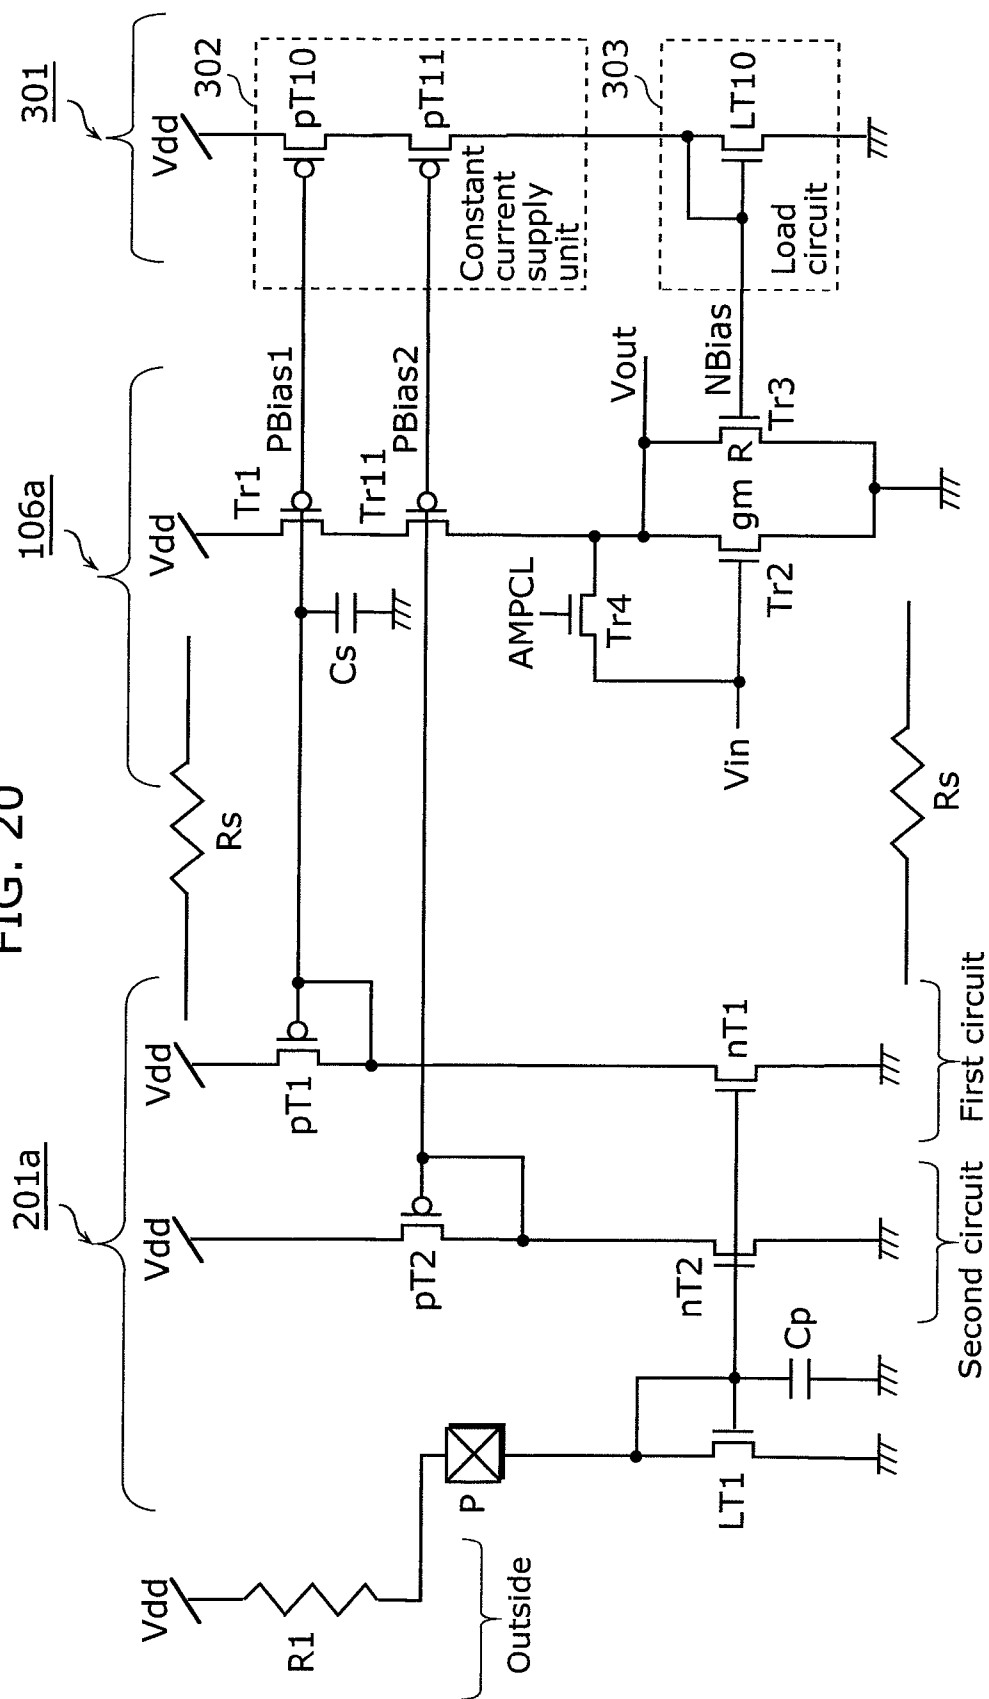 FIG. 20
201a
106a
301
Vdd
Vdd
Vdd
Rs
Vdd
Vdd
302
R1
pT2
pT1
Tr1
PBias1
pT10
Cs
Tr11
PBias2
pT11
Constant
current
supply
unit
Outside
P
AMPCL
Tr4
Vout
303
LT1
nT2
nT1
Vin
Tr2
gm
R
Tr3
NBias
LT10
Load
circuit
Cp
Rs
Second circuit
First circuit